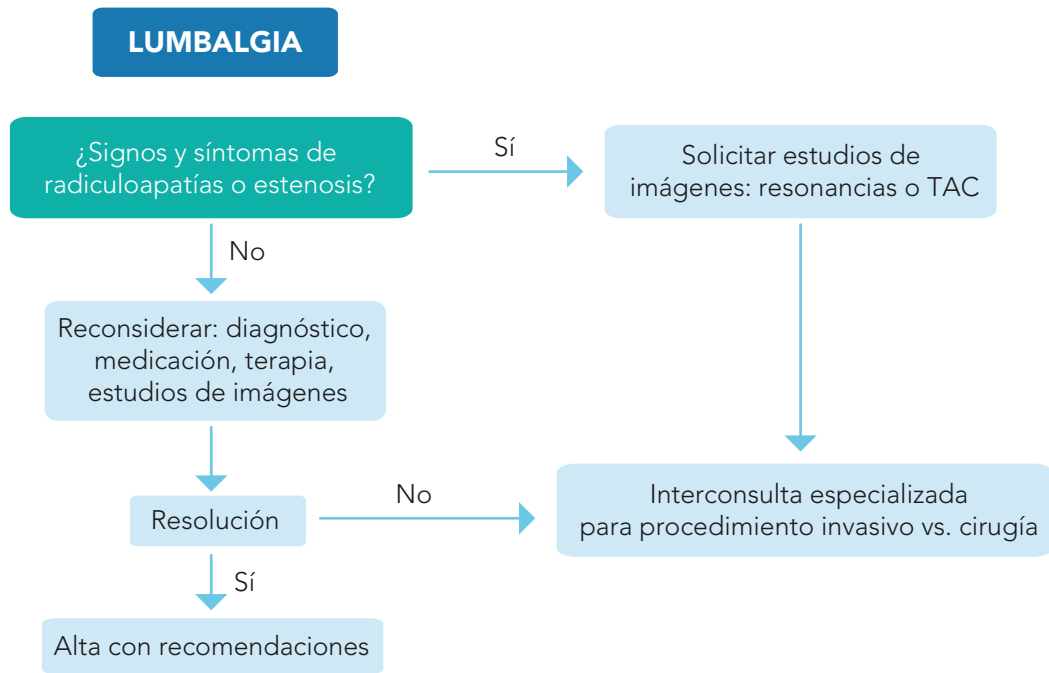 LUMBALGIA
¿Signos y síntomas de
radiculoapatías o estenosis?
Sí
Solicitar estudios de
imágenes: resonancias o TAC
No
Reconsiderar: diagnóstico,
medicación, terapia,
estudios de imágenes
Resolución
No
Interconsulta especializada
para procedimiento invasivo vs. cirugía
Sí
Alta con recomendaciones